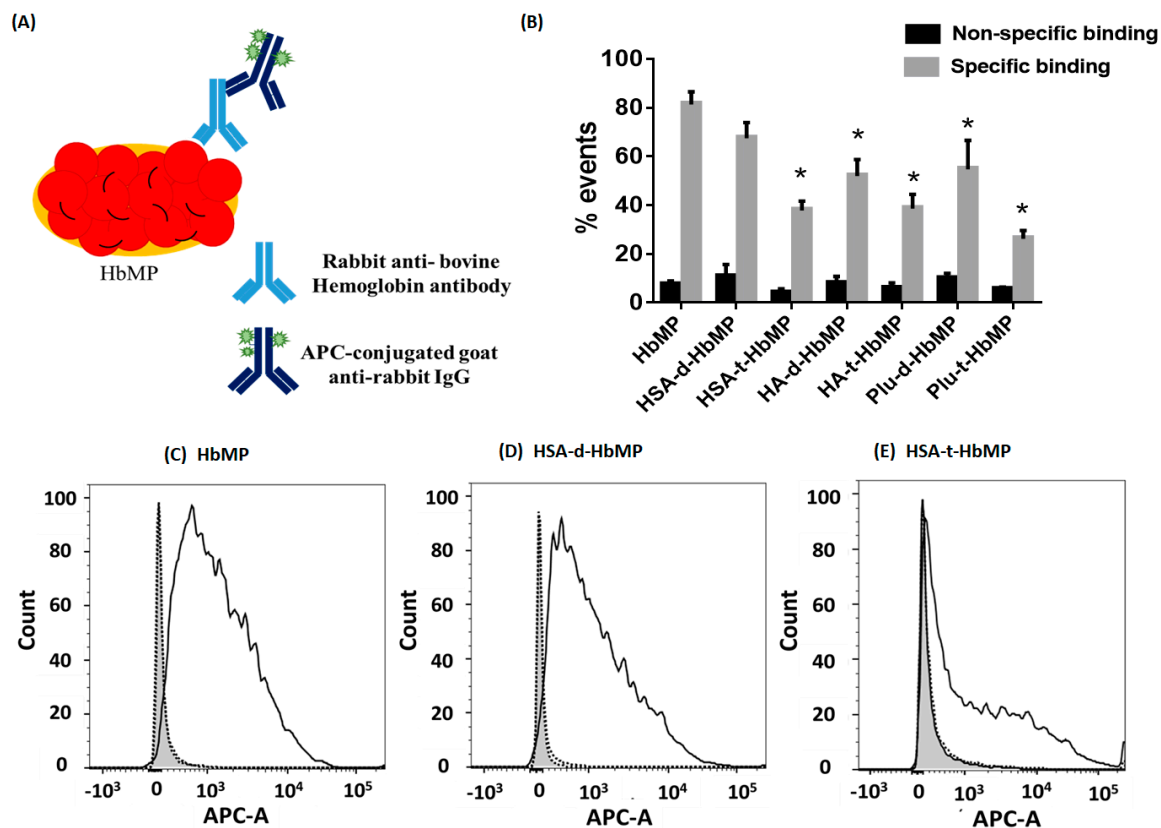 (A)
HbMP
Rabbit anti- bovine
Hemoglobin antibody
APC-conjugated goat
anti-rabbit IgG
(B)
Non-specific binding
Specific binding
% events
100
80
60
40
20
0
*
*
*
*
*
HbMP
HSA-d-HbMP
HSA-t-HbMP
HA-d-HbMP
HA-t-HbMP
Plu-d-HbMP
Plu-t-HbMP
(C) HbMP
Count
100
80
60
40
20
0
-10³ 0 10³ 10⁴ 10⁵
APC-A
(D) HSA-d-HbMP
Count
100
80
60
40
20
0
-10³ 0 10³ 10⁴ 10⁵
APC-A
(E) HSA-t-HbMP
Count
100
80
60
40
20
0
-10³ 0 10³ 10⁴ 10⁵
APC-A